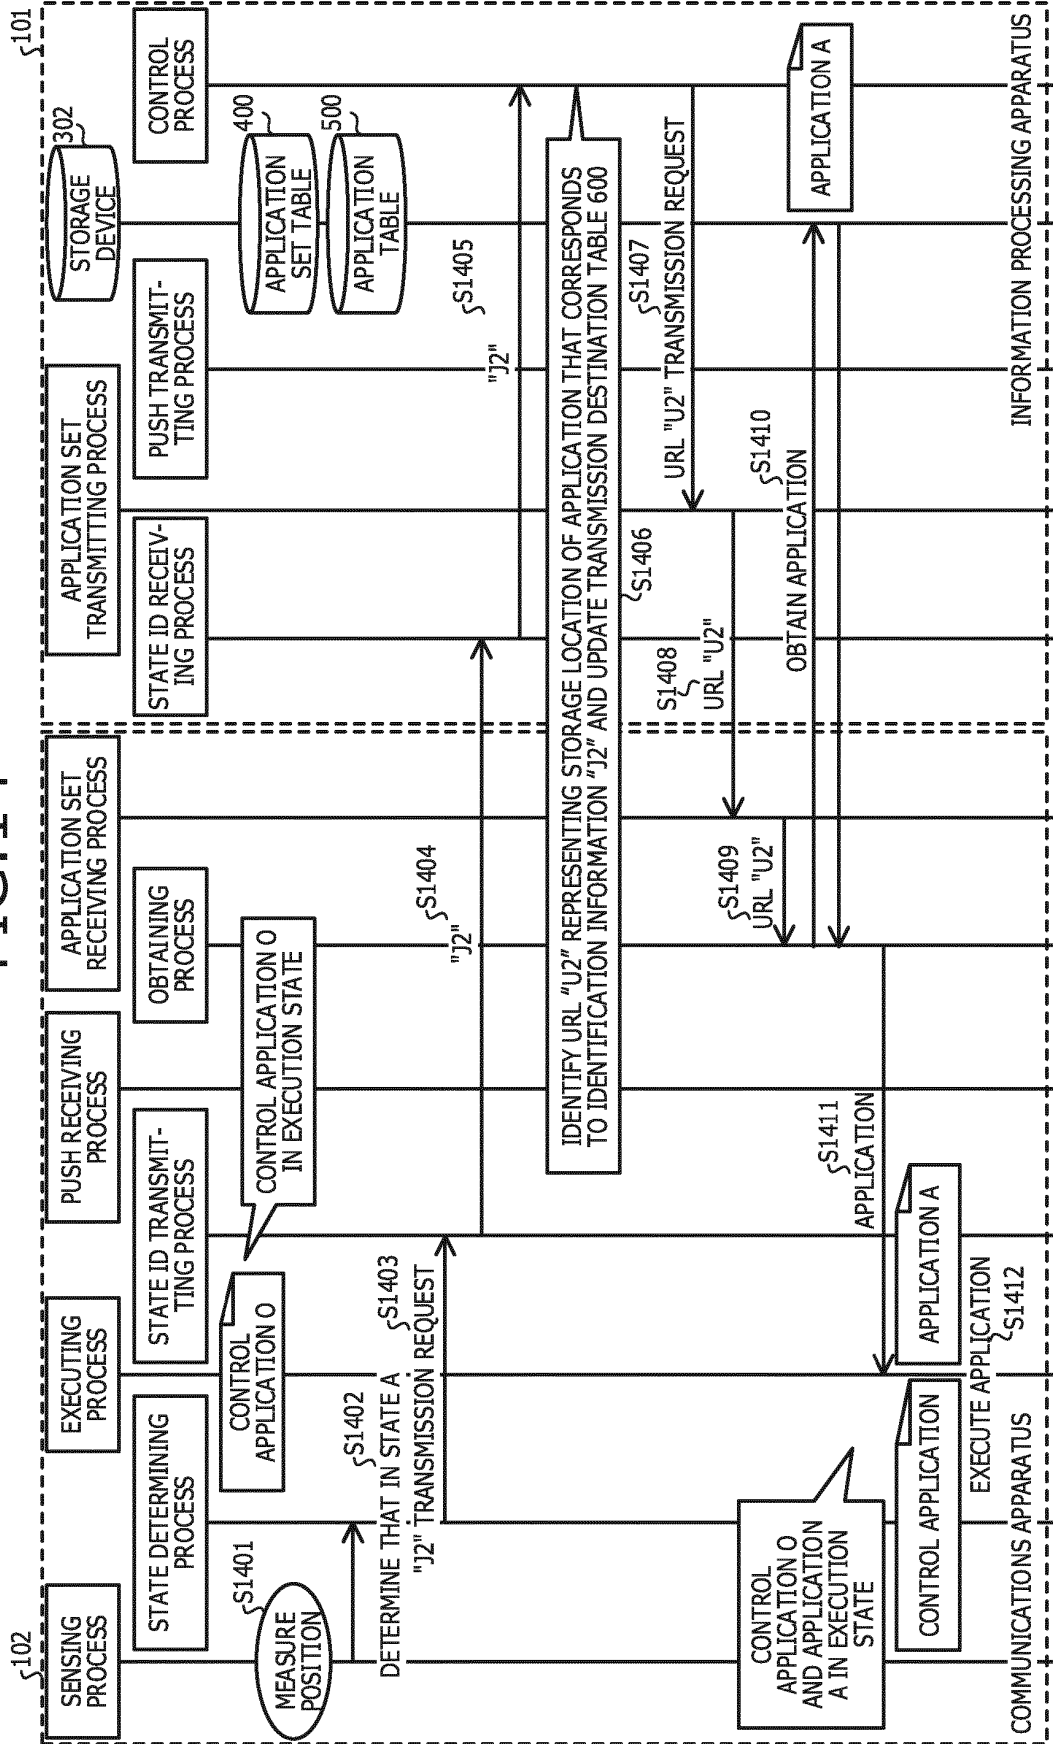 FIG.14
102
101
SENSING
PROCESS
EXECUTING
PROCESS
PUSH RECEIVING
PROCESS
APPLICATION SET
RECEIVING PROCESS
APPLICATION SET
TRANSMITTING PROCESS
STORAGE
DEVICE
302
STATE DETERMINING
PROCESS
STATE ID TRANSMIT-
TING PROCESS
OBTAINING
PROCESS
STATE ID RECEIV-
ING PROCESS
PUSH TRANSMIT-
TING PROCESS
CONTROL
PROCESS
CONTROL
APPLICATION O
CONTROL APPLICATION O
IN EXECUTION STATE
APPLICATION
SET TABLE
400
APPLICATION
TABLE
500
S1401
MEASURE
POSITION
S1402
DETERMINE THAT IN STATE A
S1403
"J2" TRANSMISSION REQUEST
S1404
"J2"
S1405
"J2"
IDENTIFY URL "U2" REPRESENTING STORAGE LOCATION OF APPLICATION THAT CORRESPONDS
TO IDENTIFICATION INFORMATION "J2" AND UPDATE TRANSMISSION DESTINATION TABLE 600
S1406
S1407
URL "U2" TRANSMISSION REQUEST
S1408
URL "U2"
S1409
URL "U2"
S1410
OBTAIN APPLICATION
APPLICATION A
S1411
APPLICATION
CONTROL
APPLICATION O
AND APPLICATION
A IN EXECUTION
STATE
CONTROL APPLICATION
APPLICATION A
EXECUTE APPLICATION
S1412
COMMUNICATIONS APPARATUS
INFORMATION PROCESSING APPARATUS